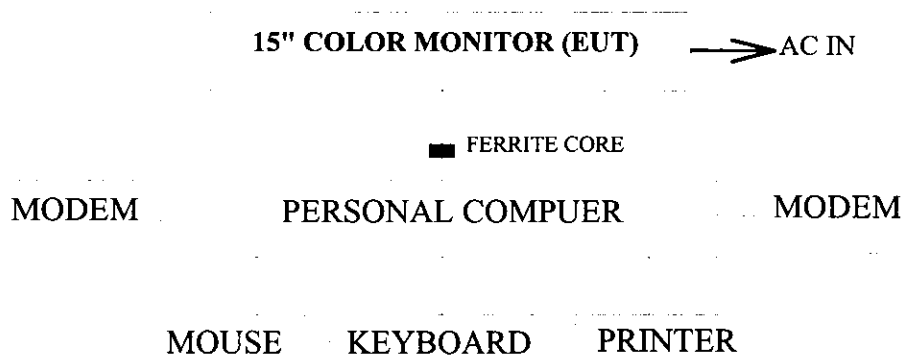 15" COLOR MONITOR (EUT) AC IN
FERRITE CORE
MODEM PERSONAL COMPUER MODEM
MOUSE KEYBOARD PRINTER